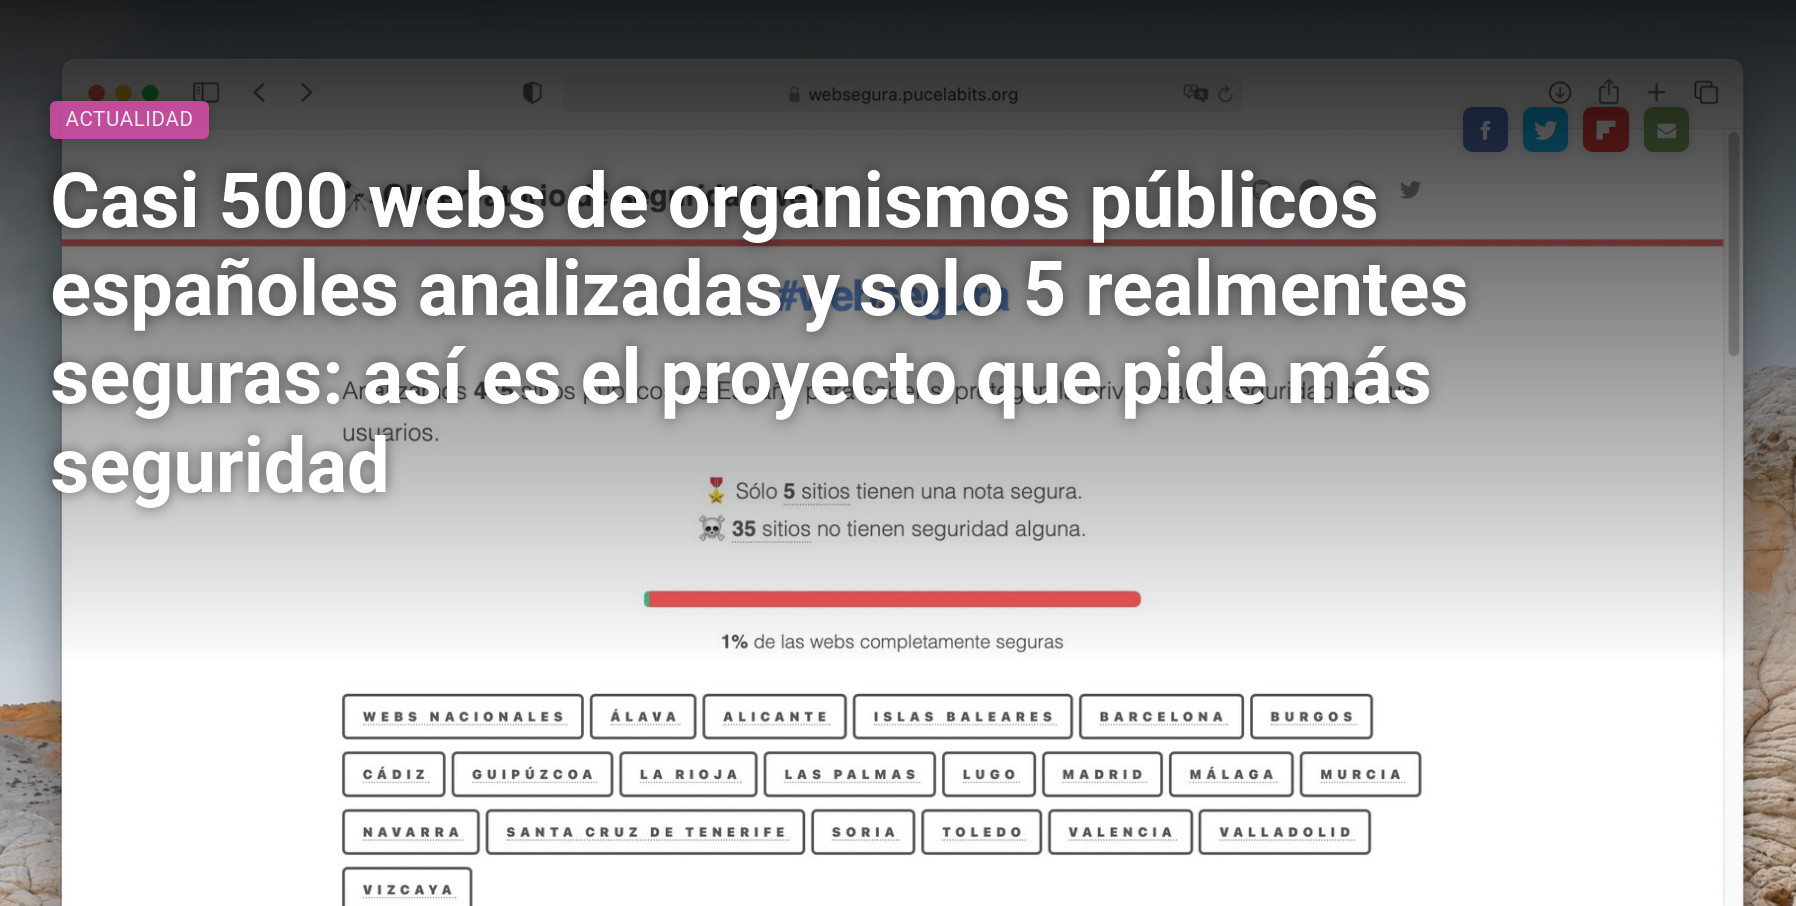 websegura.pucelabits.org
ACTUALIDAD
Casi 500 webs de organismos públicos
españoles analizadas y solo 5 realmentes
seguras: así es el proyecto que pide más
seguridad
#websegura
usuarios.
Sólo 5 sitios tienen una nota segura.
35 sitios no tienen seguridad alguna.
1% de las webs completamente seguras
WEBS NACIONALES ÁLAVA ALICANTE ISLAS BALEARES BARCELONA BURGOS
CÁDIZ GUIPÚZCOA LA RIOJA LAS PALMAS LUGO MADRID MÁLAGA MURCIA
NAVARRA SANTA CRUZ DE TENERIFE SORIA TOLEDO VALENCIA VALLADOLID
VIZCAYA